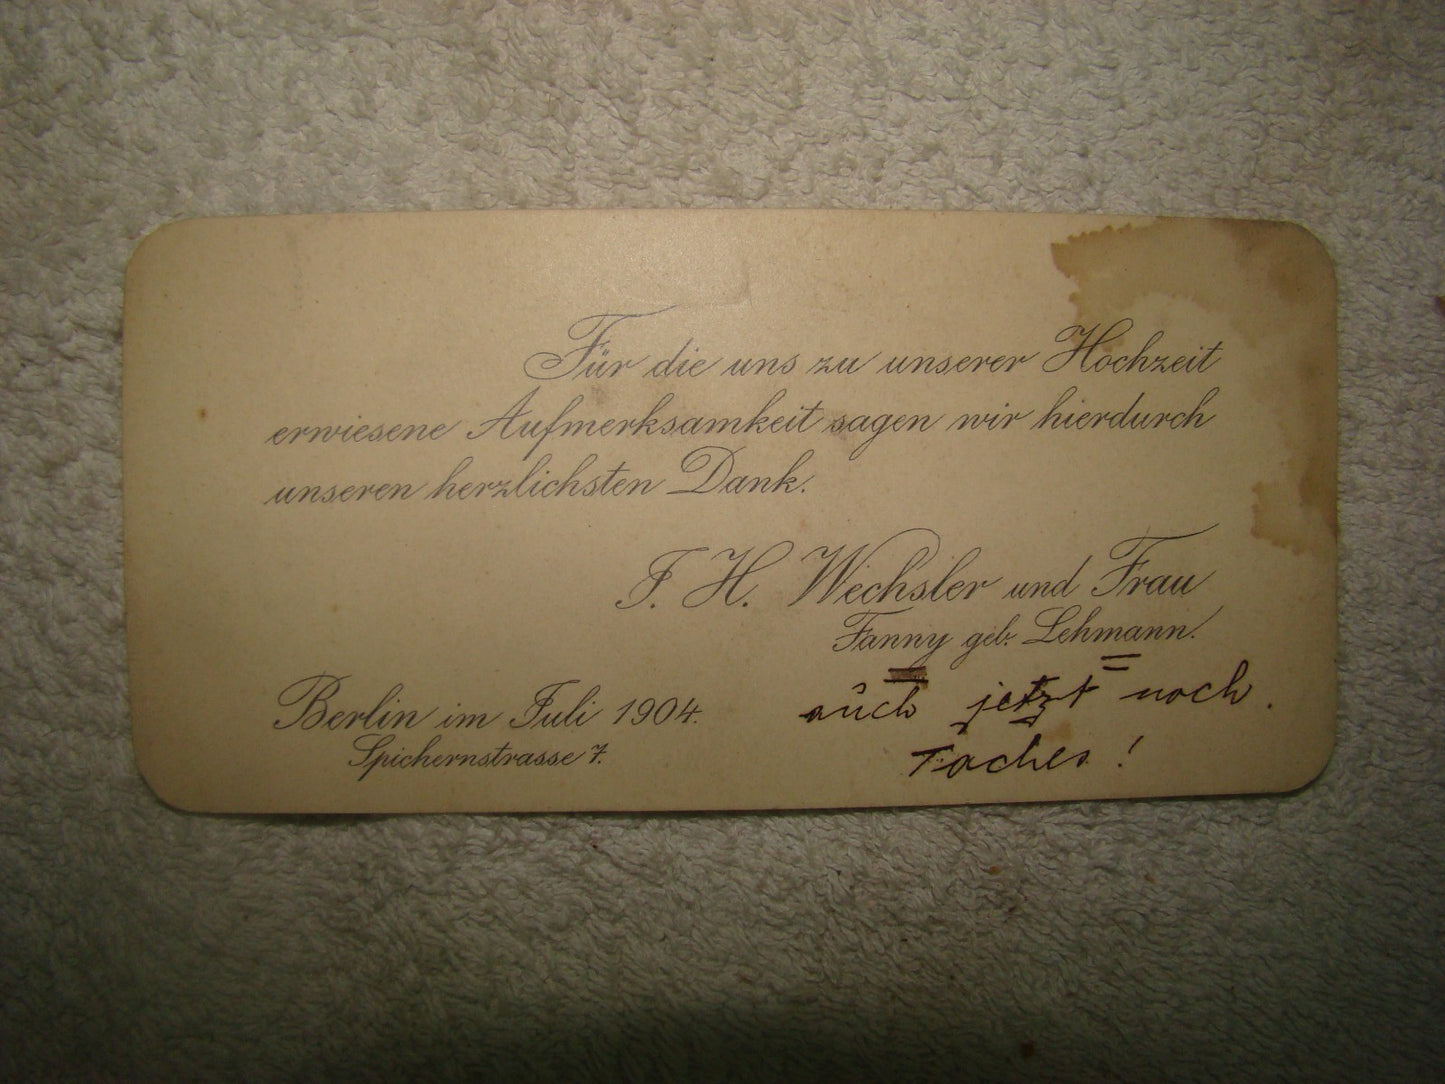 Für die uns zu unserer Hochzeit
erwiesene Aufmerksamkeit sagen wir hierdurch
unseren herzlichsten Dank.
J. H. Wechsler und Frau
Fanny geb. Lehmann.
Berlin im Juli 1904.
Spichernstrasse 7.
auch jetzt noch.
Taches!